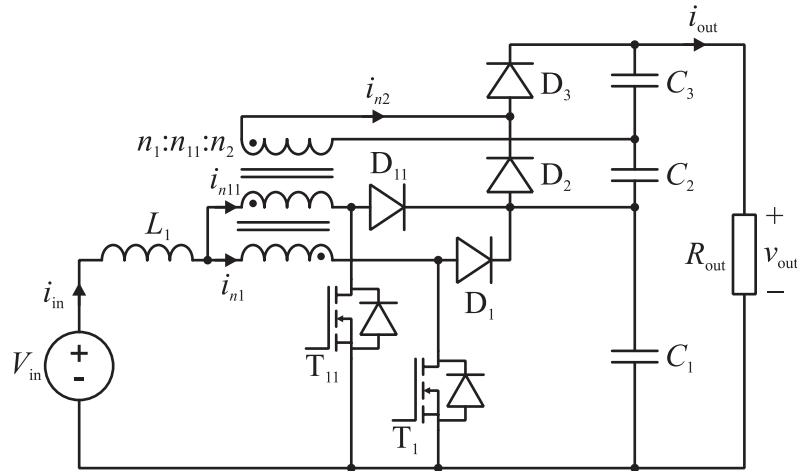 i_out
D_3
C_3
i_n2
n_1:n_11:n_2
D_11
D_2
C_2
i_n11
L_1
R_out
+
v_out
−
i_n1
D_1
i_in
V_in
+
-
T_11
C_1
T_1